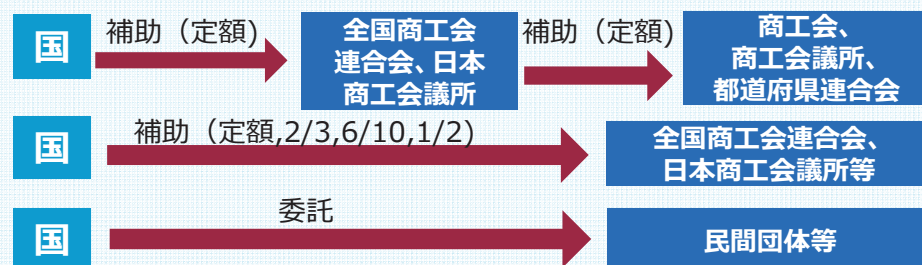 国
補助（定額)
全国商工会
連合会、日本
商工会議所
補助（定額)
商工会、
商工会議所、
都道府県連合会
国
補助（定額,2/3,6/10,1/2)
全国商工会連合会、
日本商工会議所等
国
委託
民間団体等